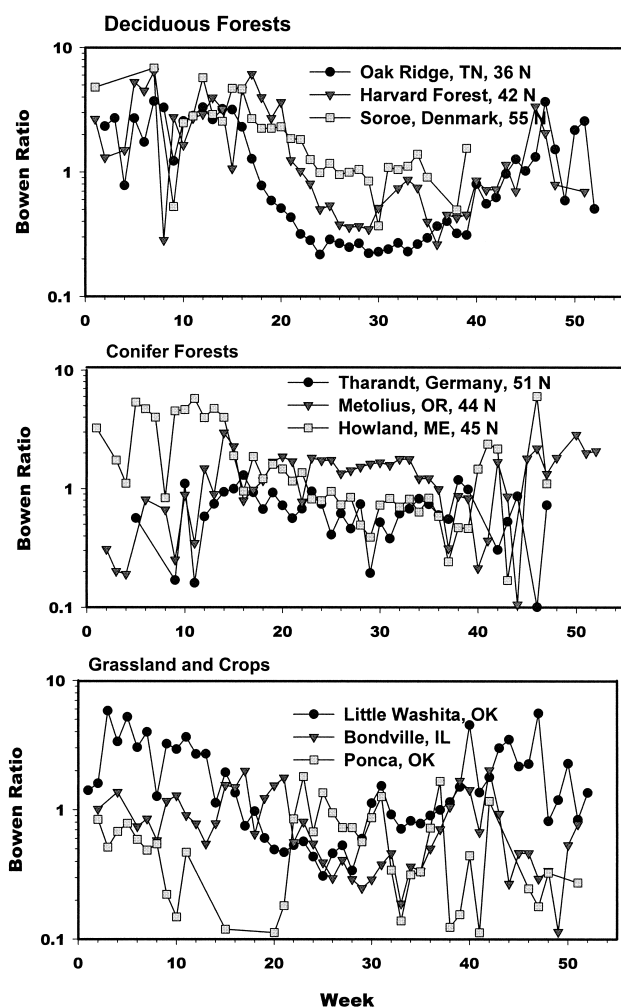 Deciduous Forests
10
Oak Ridge, TN, 36 N
Harvard Forest, 42 N
Soroe, Denmark, 55 N
Bowen Ratio
1
0.1
0 10 20 30 40 50
Conifer Forests
10
Tharandt, Germany, 51 N
Metolius, OR, 44 N
Howland, ME, 45 N
Bowen Ratio
1
0.1
0 10 20 30 40 50
Grassland and Crops
10
Little Washita, OK
Bondville, IL
Ponca, OK
Bowen Ratio
1
0.1
0 10 20 30 40 50
Week